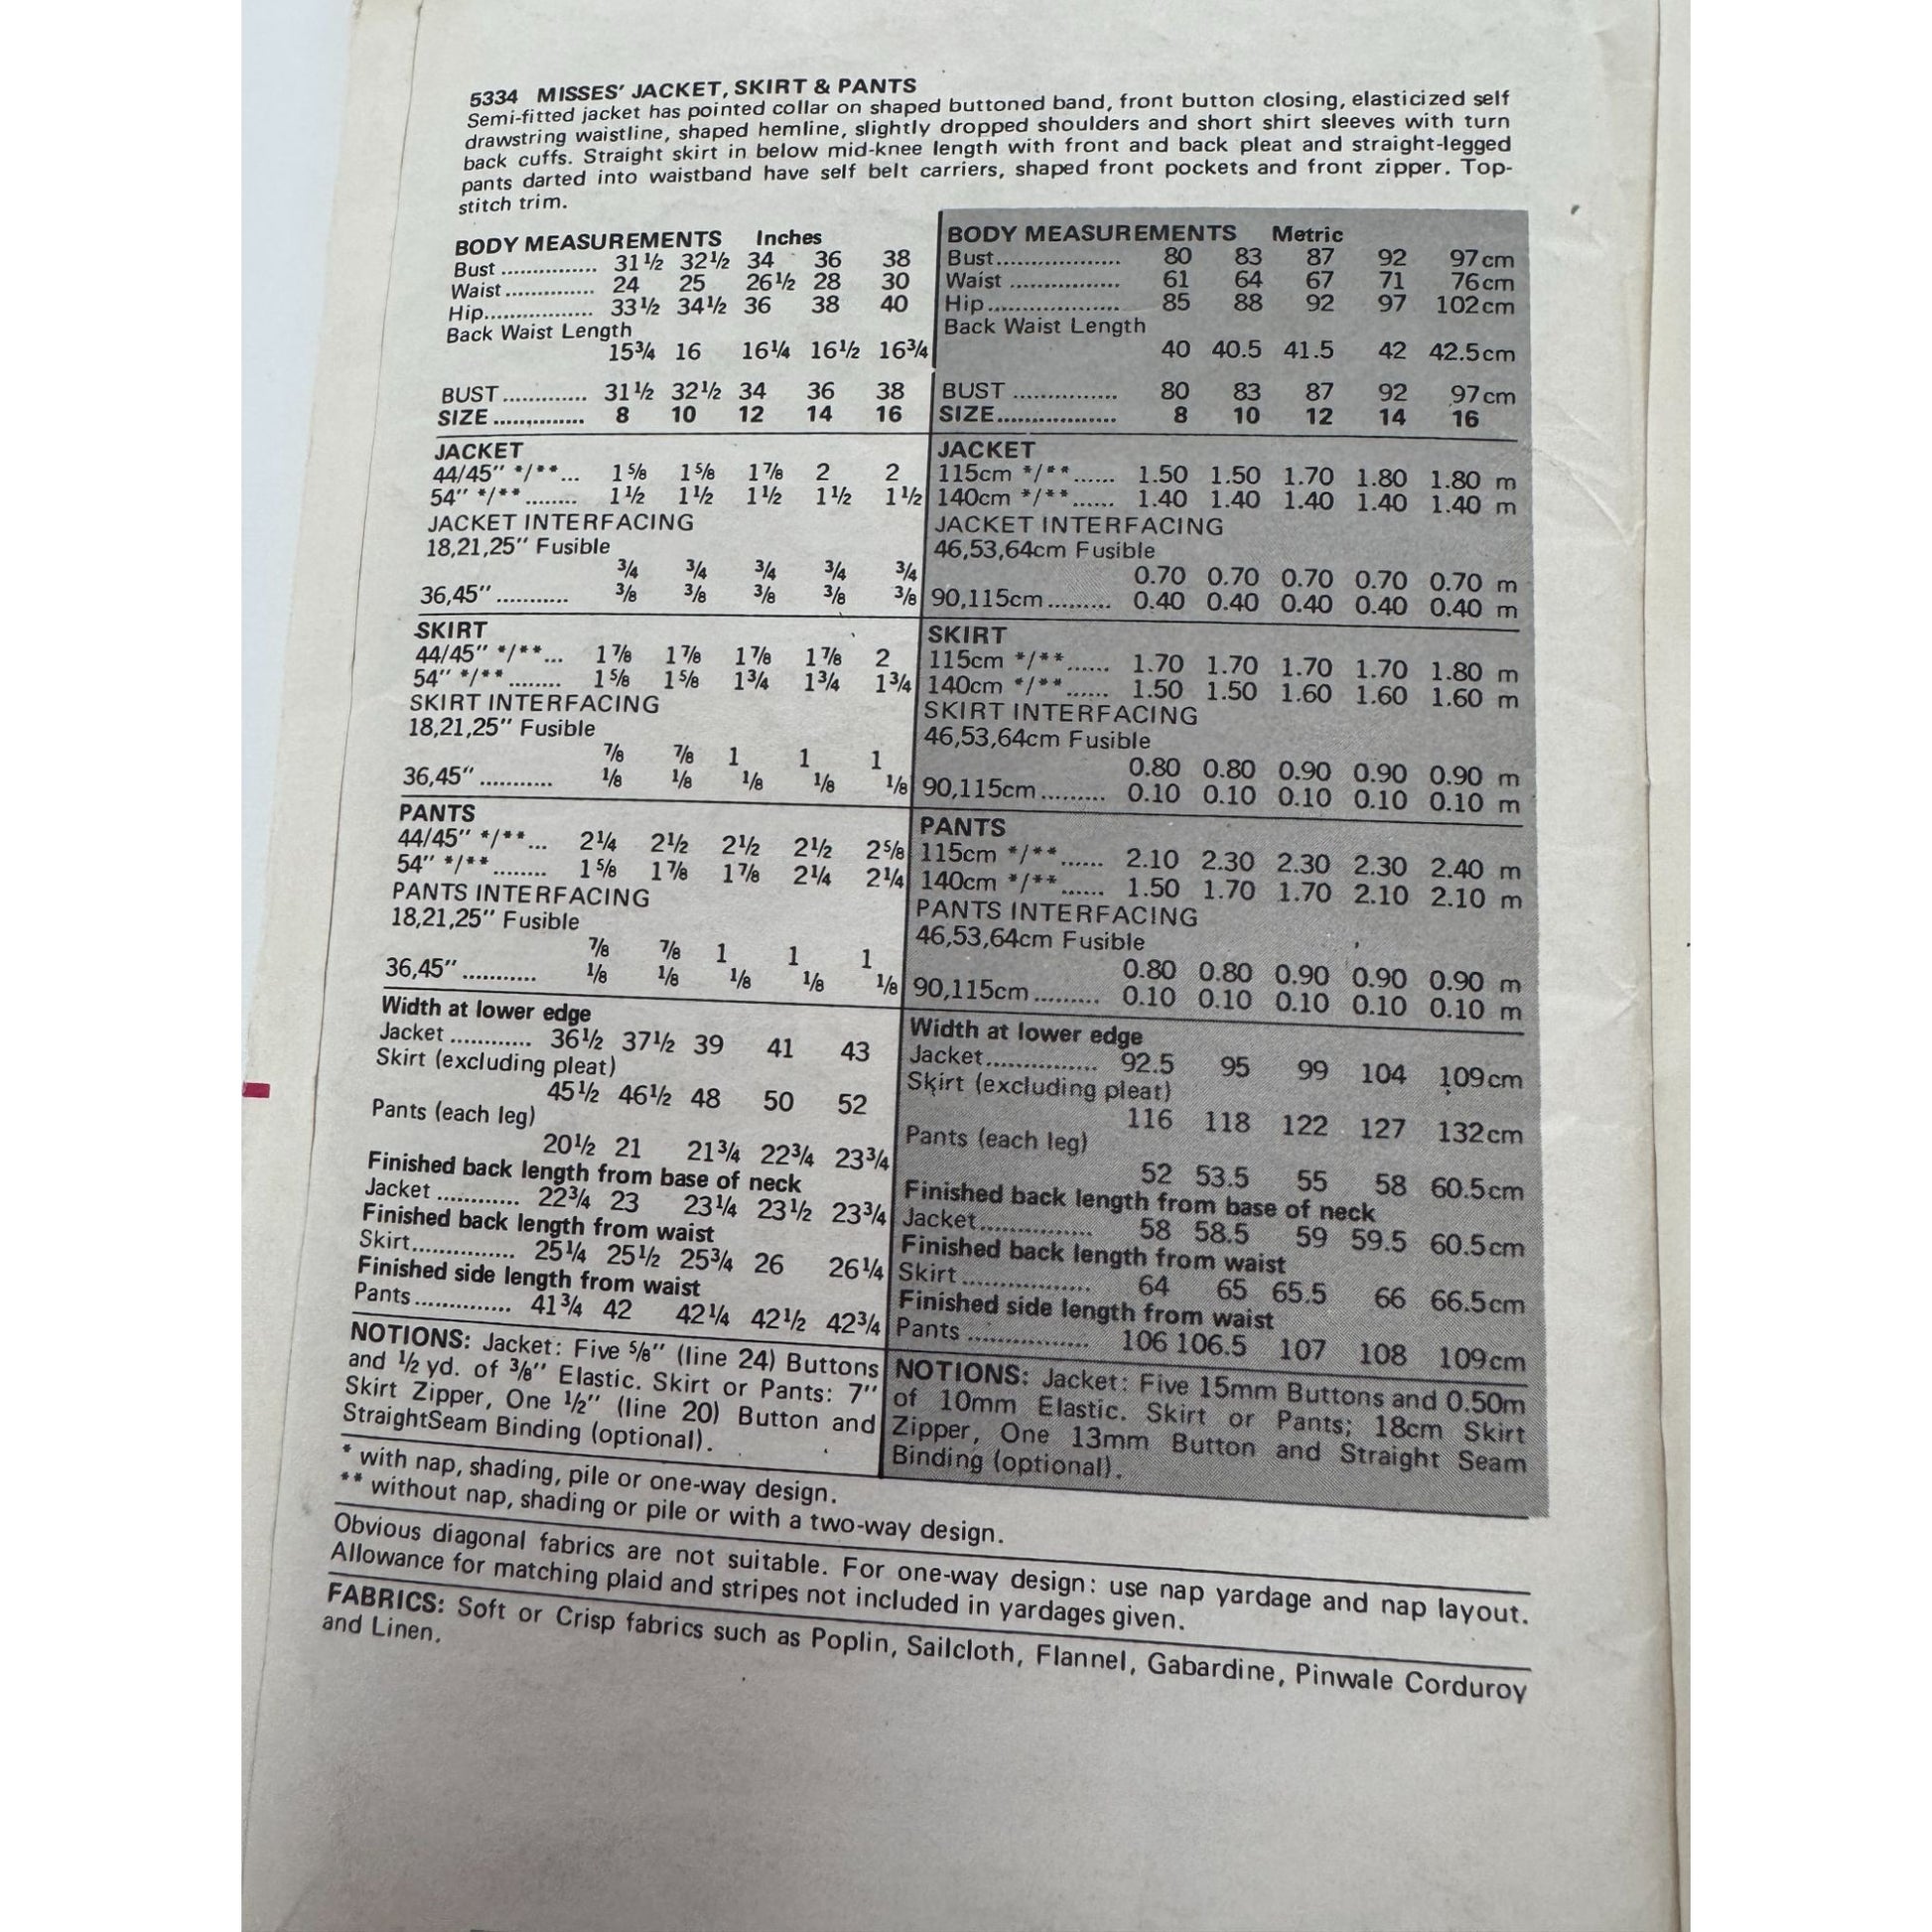 5334 MISSES' JACKET, SKIRT & PANTS
Semi-fitted jacket has pointed collar on shaped buttoned band, front button closing, elasticized self
drawstring waistline, shaped hemline, slightly dropped shoulders and short shirt sleeves with turn
back cuffs. Straight skirt in below mid-knee length with front and back pleat and straight-legged
pants darted into waistband have self belt carriers, shaped front pockets and front zipper. Top-
stitch trim.
BODY MEASUREMENTS Inches
Bust ............... 31½ 32½ 34 36 38
Waist .............. 24 25 26½ 28 30
Hip................. 33½ 34½ 36 38 40
Back Waist Length
15¾ 16 16¼ 16½ 16¾
BUST ............. 31½ 32½ 34 36 38
SIZE .............. 8 10 12 14 16
JACKET
44/45" */**... 1⅝ 1⅝ 1⅞ 2 2
54" */** ........ 1½ 1½ 1½ 1½ 1½
JACKET INTERFACING
18,21,25" Fusible
¾ ¾ ¾ ¾ ¾
36,45" ........... ⅜ ⅜ ⅜ ⅜ ⅜
SKIRT
44/45" */**... 1⅞ 1⅞ 1⅞ 1⅞ 2
54" */** ........ 1⅝ 1⅝ 1¾ 1¾ 1¾
SKIRT INTERFACING
18,21,25" Fusible
⅞ ⅞ 1 1 1
36,45" ........... ⅛ ⅛ ⅛ ⅛ ⅛
PANTS
44/45" */** ... 2¼ 2½ 2½ 2½ 2⅝
54" */** ........ 1⅝ 1⅞ 1⅞ 2¼ 2¼
PANTS INTERFACING
18,21,25" Fusible
⅞ ⅞ 1 1 1
36,45" ........... ⅛ ⅛ ⅛ ⅛ ⅛
Width at lower edge
Jacket ............ 36½ 37½ 39 41 43
Skirt (excluding pleat)
45½ 46½ 48 50 52
Pants (each leg)
20½ 21 21¾ 22¾ 23¾
Finished back length from base of neck
Jacket ............ 22¾ 23 23¼ 23½ 23¾
Finished back length from waist
Skirt............... 25¼ 25½ 25¾ 26 26¼
Finished side length from waist
Pants .............. 41¾ 42 42¼ 42½ 42¾
NOTIONS: Jacket: Five ⅝" (line 24) Buttons
and ½ yd. of ⅜" Elastic. Skirt or Pants: 7"
Skirt Zipper, One ½" (line 20) Button and
StraightSeam Binding (optional).
BODY MEASUREMENTS Metric
Bust.................. 80 83 87 92 97 cm
Waist ................ 61 64 67 71 76 cm
Hip ................... 85 88 92 97 102 cm
Back Waist Length
40 40.5 41.5 42 42.5 cm
BUST ............... 80 83 87 92 97 cm
SIZE.................. 8 10 12 14 16
JACKET
115cm */** ...... 1.50 1.50 1.70 1.80 1.80 m
140cm */** ...... 1.40 1.40 1.40 1.40 1.40 m
JACKET INTERFACING
46,53,64cm Fusible
0.70 0.70 0.70 0.70 0.70 m
90,115cm ......... 0.40 0.40 0.40 0.40 0.40 m
SKIRT
115cm */** ...... 1.70 1.70 1.70 1.70 1.80 m
140cm */** ...... 1.50 1.50 1.60 1.60 1.60 m
SKIRT INTERFACING
46,53,64cm Fusible
0.80 0.80 0.90 0.90 0.90 m
90,115cm ......... 0.10 0.10 0.10 0.10 0.10 m
PANTS
115cm */** ...... 2.10 2.30 2.30 2.30 2.40 m
140cm */** ...... 1.50 1.70 1.70 2.10 2.10 m
PANTS INTERFACING
46,53,64cm Fusible
0.80 0.80 0.90 0.90 0.90 m
90,115cm ......... 0.10 0.10 0.10 0.10 0.10 m
Width at lower edge
Jacket................ 92.5 95 99 104 109 cm
Skirt (excluding pleat)
116 118 122 127 132 cm
Pants (each leg)
52 53.5 55 58 60.5 cm
Finished back length from base of neck
Jacket................ 58 58.5 59 59.5 60.5 cm
Finished back length from waist
Skirt .................. 64 65 65.5 66 66.5 cm
Finished side length from waist
Pants ................. 106 106.5 107 108 109 cm
NOTIONS: Jacket: Five 15mm Buttons and 0.50m
of 10mm Elastic. Skirt or Pants; 18cm Skirt
Zipper, One 13mm Button and Straight Seam
Binding (optional).
* with nap, shading, pile or one-way design.
** without nap, shading or pile or with a two-way design.
Obvious diagonal fabrics are not suitable. For one-way design: use nap yardage and nap layout.
Allowance for matching plaid and stripes not included in yardages given.
FABRICS: Soft or Crisp fabrics such as Poplin, Sailcloth, Flannel, Gabardine, Pinwale Corduroy
and Linen.